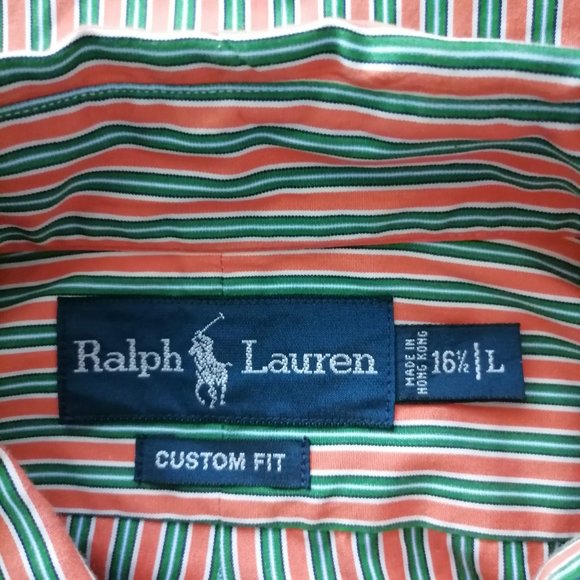 Ralph Lauren
MADE IN
HONG KONG
16½ | L
CUSTOM FIT